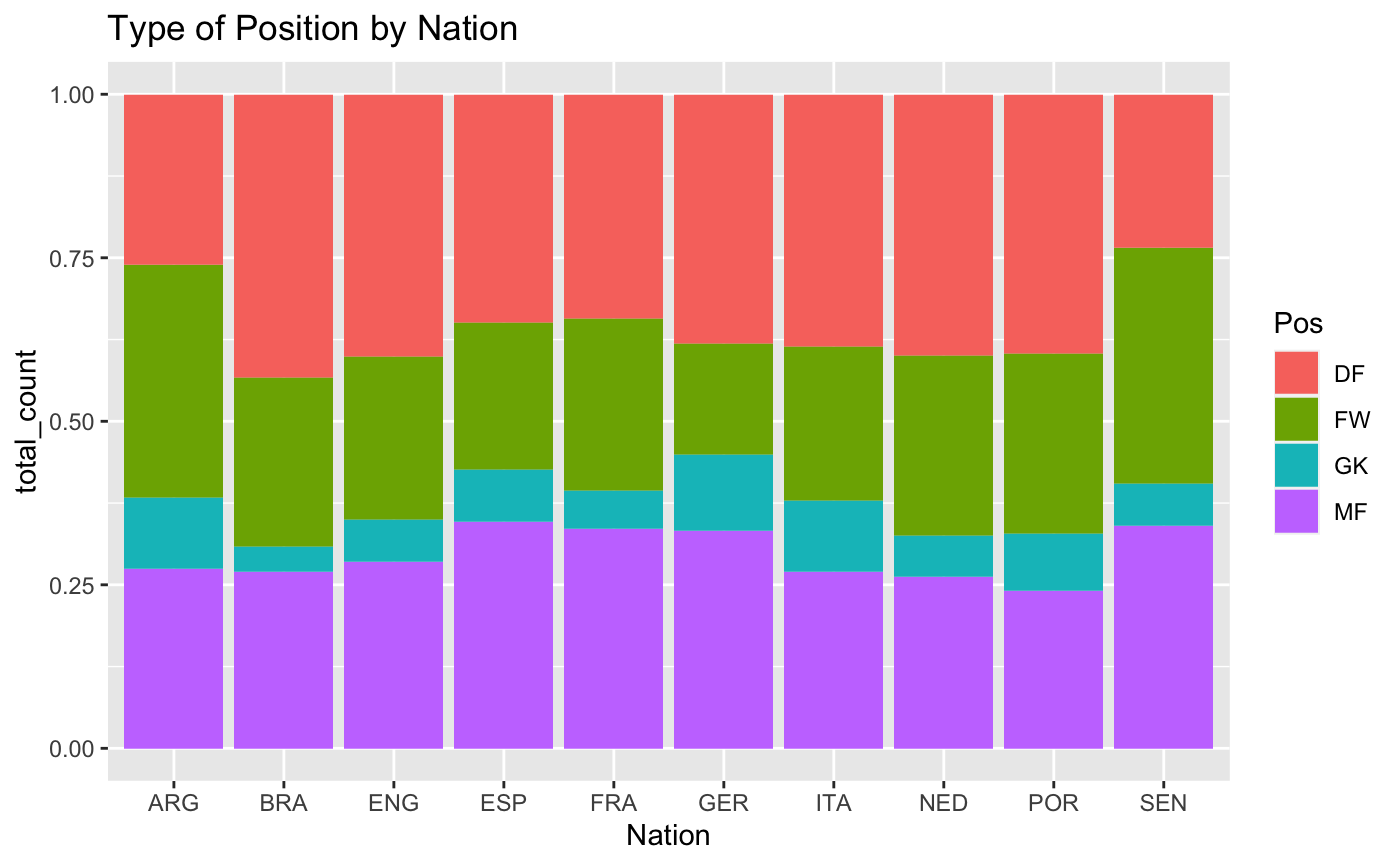 Type of Position by Nation
total_count
1.00
0.75
0.50
0.25
0.00
ARG BRA ENG ESP FRA GER ITA NED POR SEN
Nation
Pos
DF
FW
GK
MF